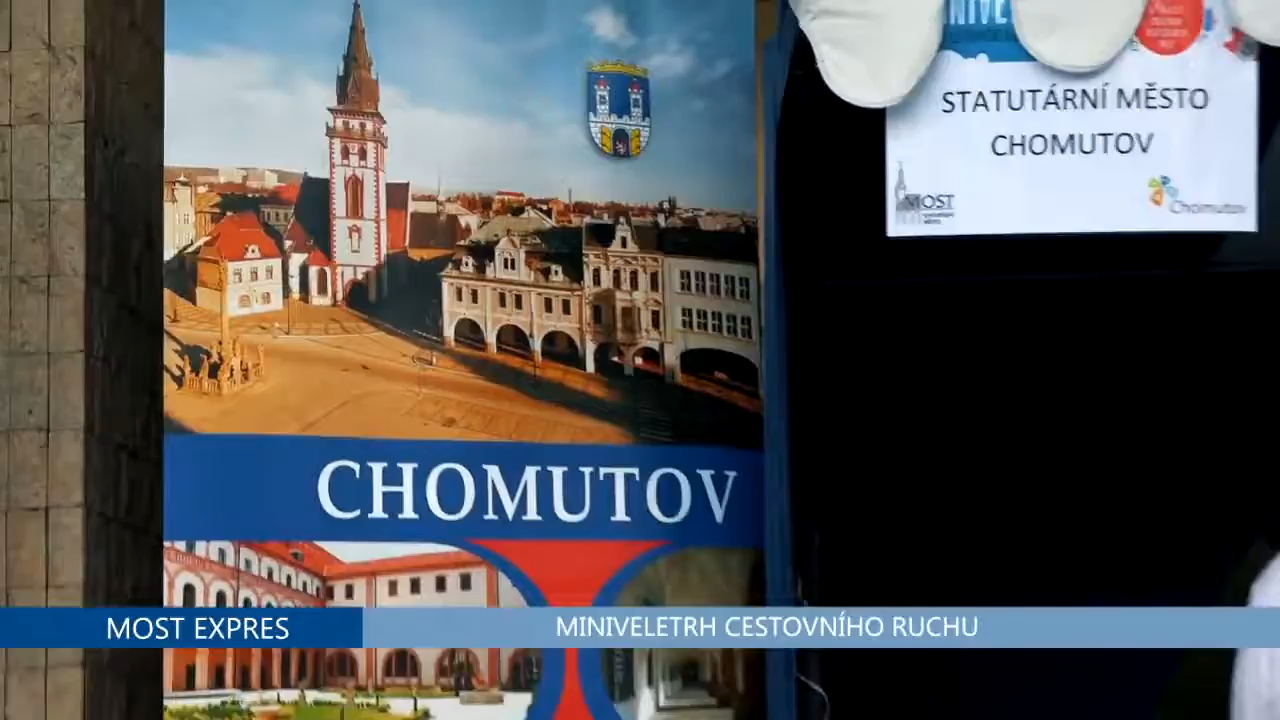 STATUTÁRNÍ MĚSTO
CHOMUTOV
MOST
Chomutov
CHOMUTOV
MOST EXPRES
MINIVELETRH CESTOVNÍHO RUCHU